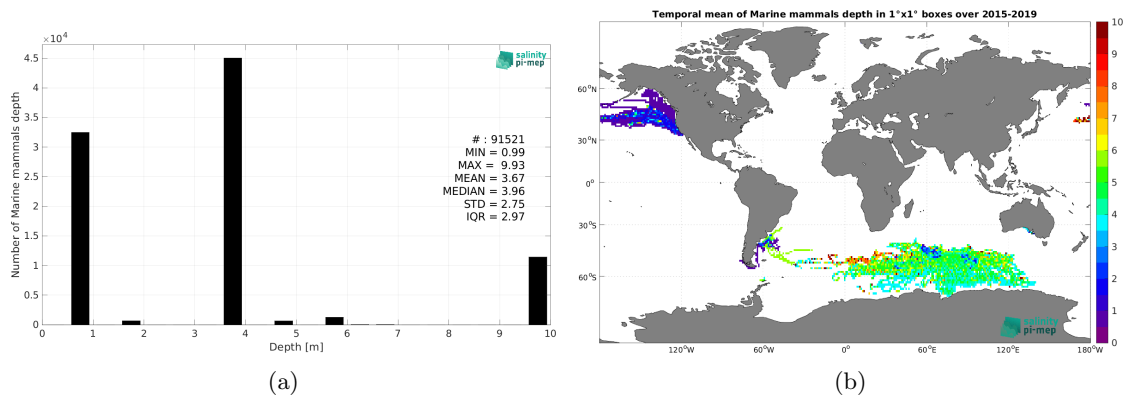 ×10⁴
4.5
4
3.5
3
2.5
2
1.5
1
0.5
0
Number of Marine mammals depth
salinity
pi-mep
# : 91521
MIN = 0.99
MAX = 9.93
MEAN = 3.67
MEDIAN = 3.96
STD = 2.75
IQR = 2.97
0 1 2 3 4 5 6 7 8 9 10
Depth [m]
(a)
Temporal mean of Marine mammals depth in 1°x1° boxes over 2015-2019
60°N
30°N
0°
30°S
60°S
120°W 60°W 0° 60°E 120°E 180°W
salinity
pi-mep
10
9
8
7
6
5
4
3
2
1
0
(b)